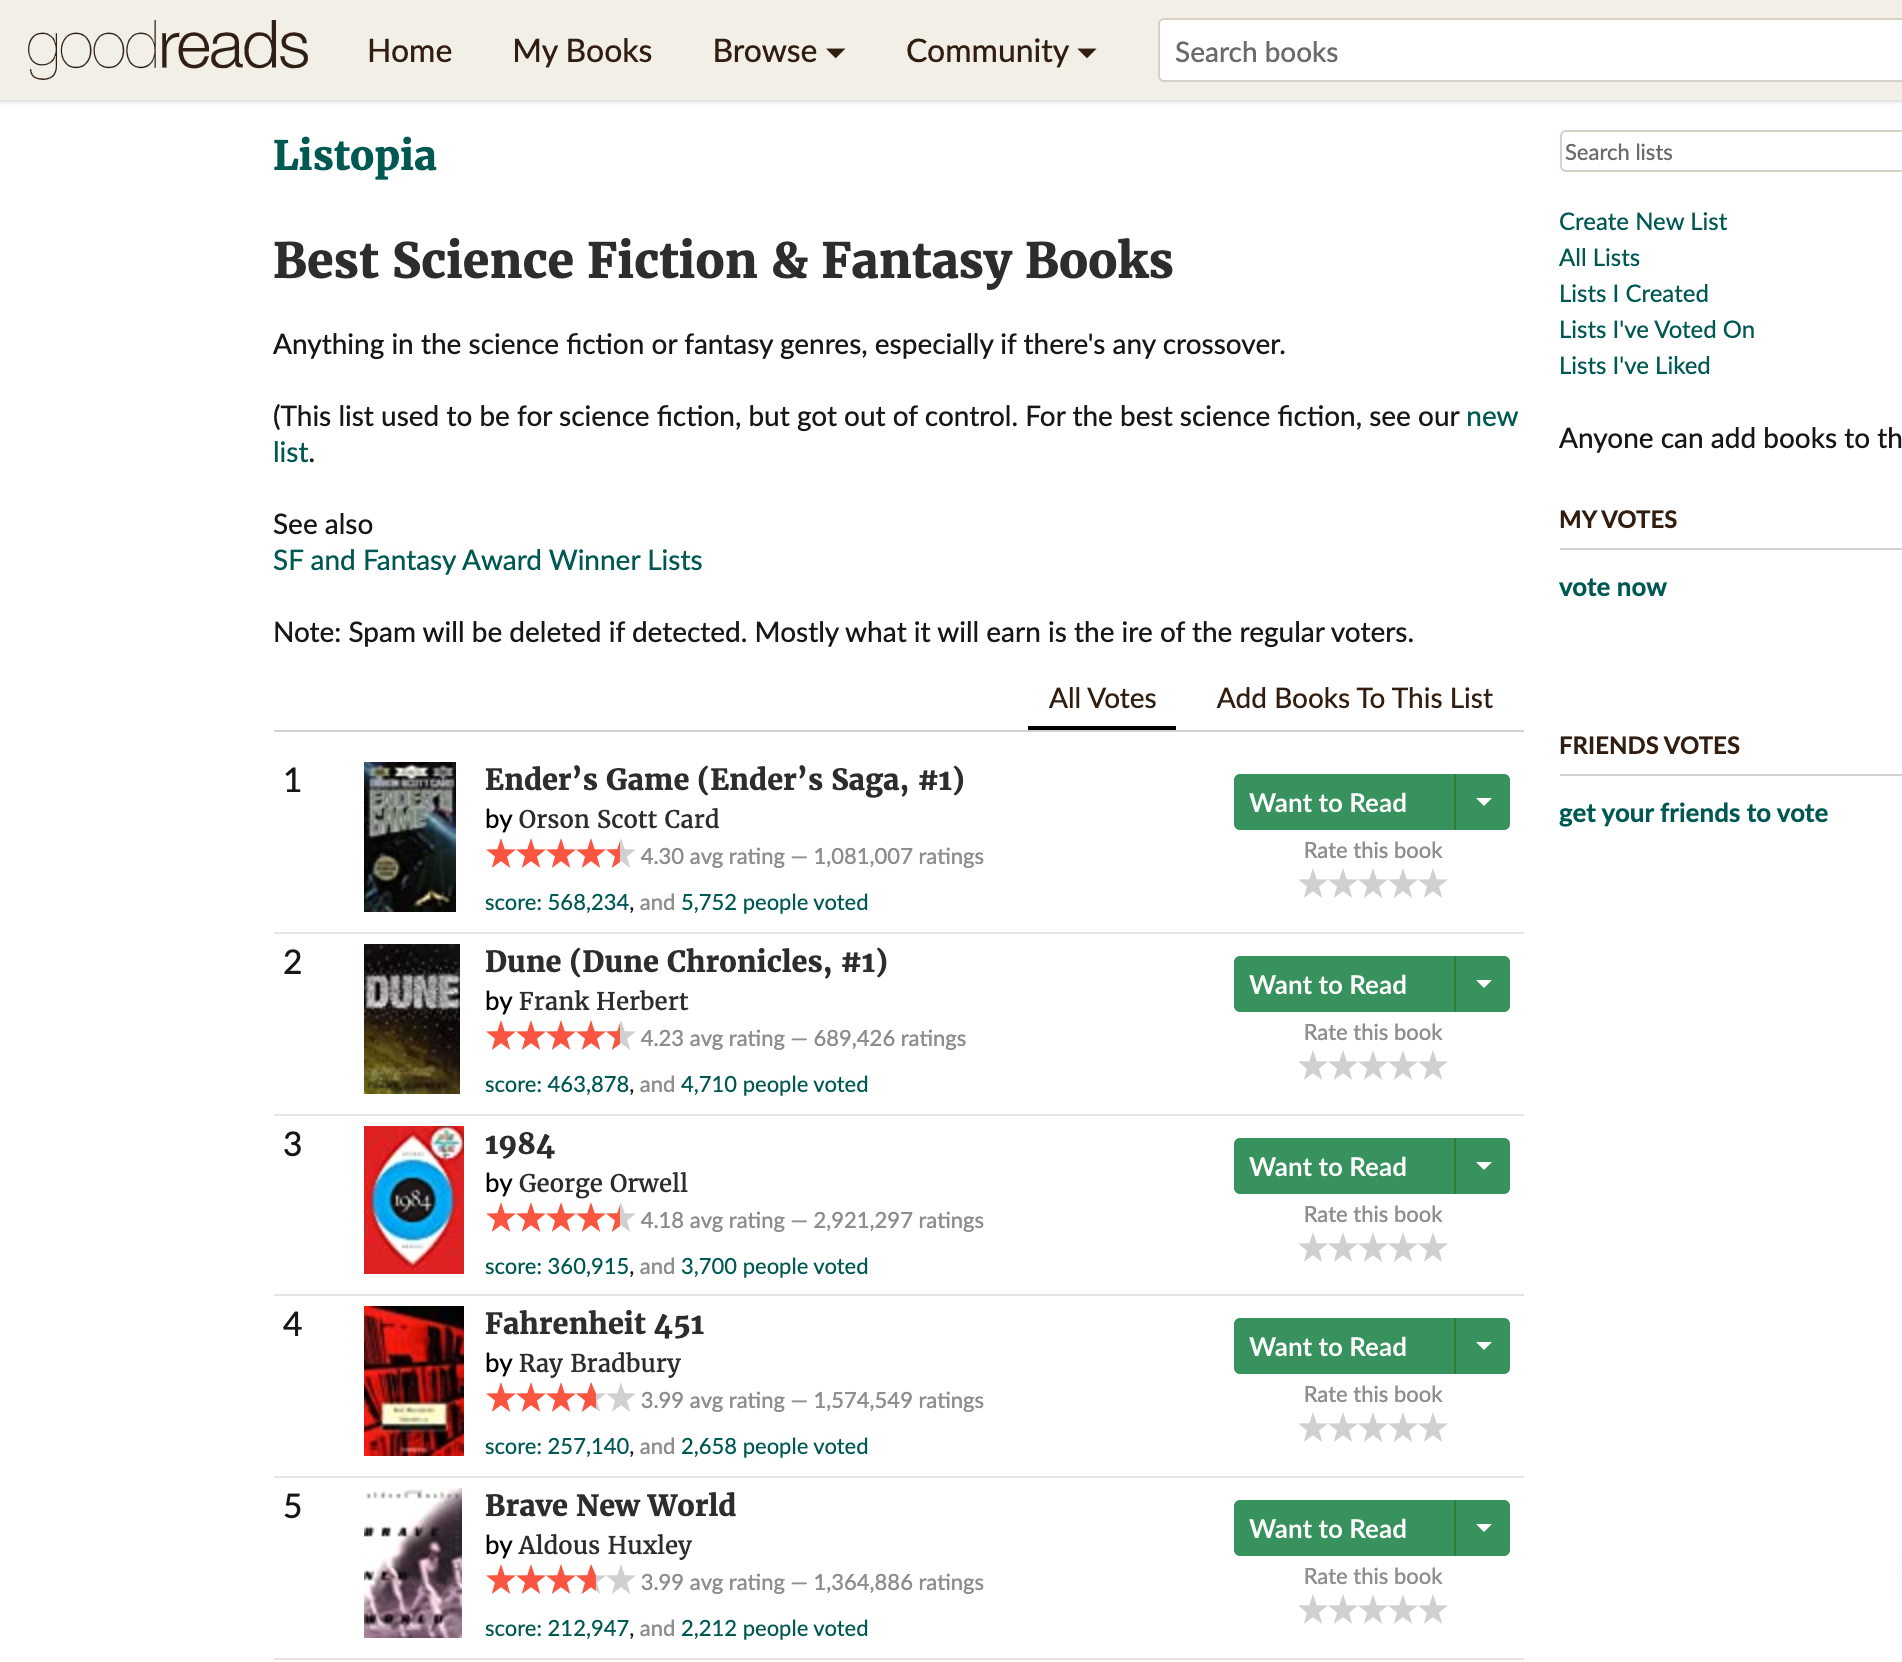 goodreads
Home
My Books
Browse
Community
Search books
Listopia
Best Science Fiction & Fantasy Books
Anything in the science fiction or fantasy genres, especially if there's any crossover.
(This list used to be for science fiction, but got out of control. For the best science fiction, see our new
list.
See also
SF and Fantasy Award Winner Lists
Note: Spam will be deleted if detected. Mostly what it will earn is the ire of the regular voters.
All Votes
Add Books To This List
1
ENDER'S GAME
Ender’s Game (Ender’s Saga, #1)
by Orson Scott Card
4.30 avg rating — 1,081,007 ratings
score: 568,234, and 5,752 people voted
Want to Read
Rate this book
2
DUNE
Dune (Dune Chronicles, #1)
by Frank Herbert
4.23 avg rating — 689,426 ratings
score: 463,878, and 4,710 people voted
Want to Read
Rate this book
3
1984
1984
by George Orwell
4.18 avg rating — 2,921,297 ratings
score: 360,915, and 3,700 people voted
Want to Read
Rate this book
4
Fahrenheit 451
by Ray Bradbury
3.99 avg rating — 1,574,549 ratings
score: 257,140, and 2,658 people voted
Want to Read
Rate this book
5
BRAVE
NEW
WORLD
Brave New World
by Aldous Huxley
3.99 avg rating — 1,364,886 ratings
score: 212,947, and 2,212 people voted
Want to Read
Rate this book
Search lists
Create New List
All Lists
Lists I Created
Lists I've Voted On
Lists I've Liked
Anyone can add books to th
MY VOTES
vote now
FRIENDS VOTES
get your friends to vote